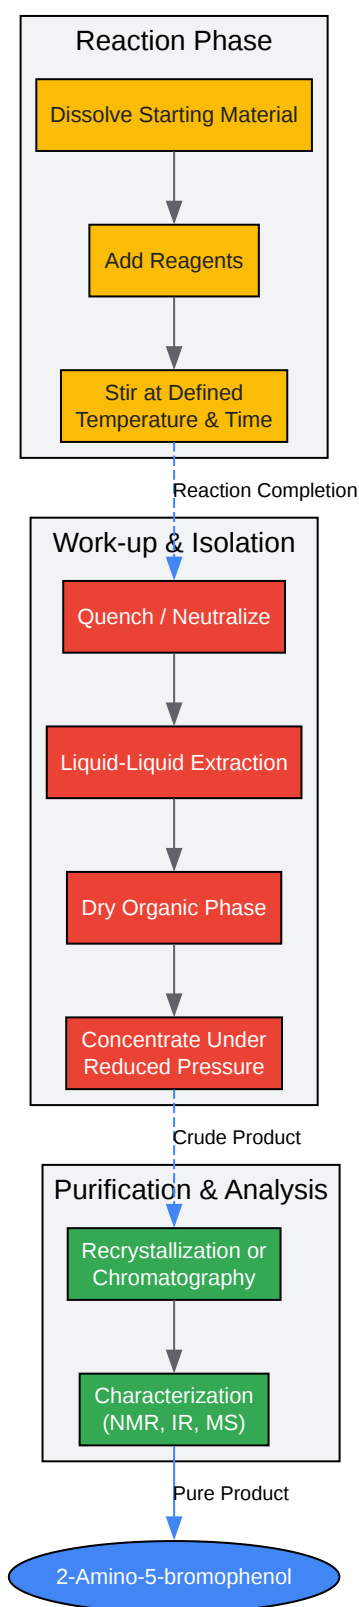 Reaction Phase
Dissolve Starting Material
Add Reagents
Stir at Defined
Temperature & Time
Reaction Completion
Work-up & Isolation
Quench / Neutralize
Liquid-Liquid Extraction
Dry Organic Phase
Concentrate Under
Reduced Pressure
Crude Product
Purification & Analysis
Recrystallization or
Chromatography
Characterization
(NMR, IR, MS)
Pure Product
2-Amino-5-bromophenol